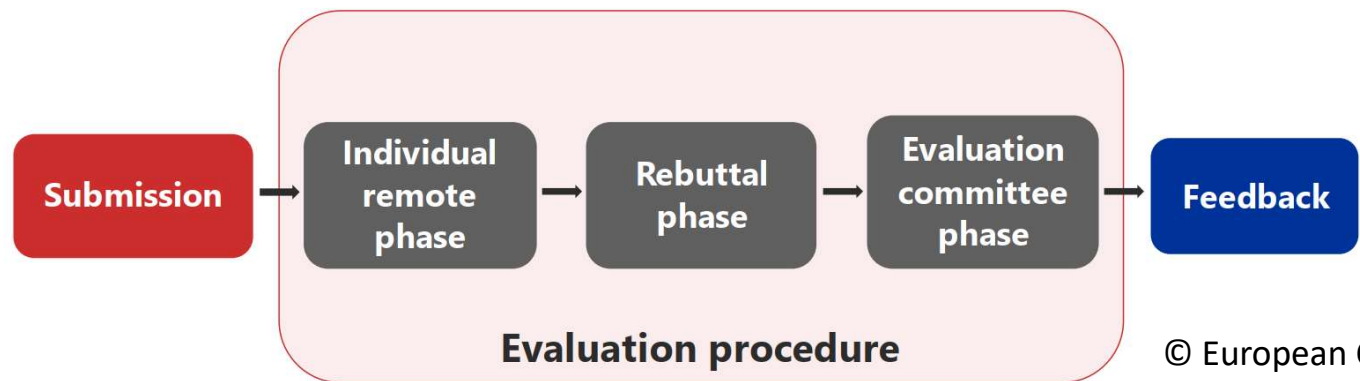 Submission
Individual
remote
phase
Rebuttal
phase
Evaluation
committee
phase
Feedback
Evaluation procedure
© European